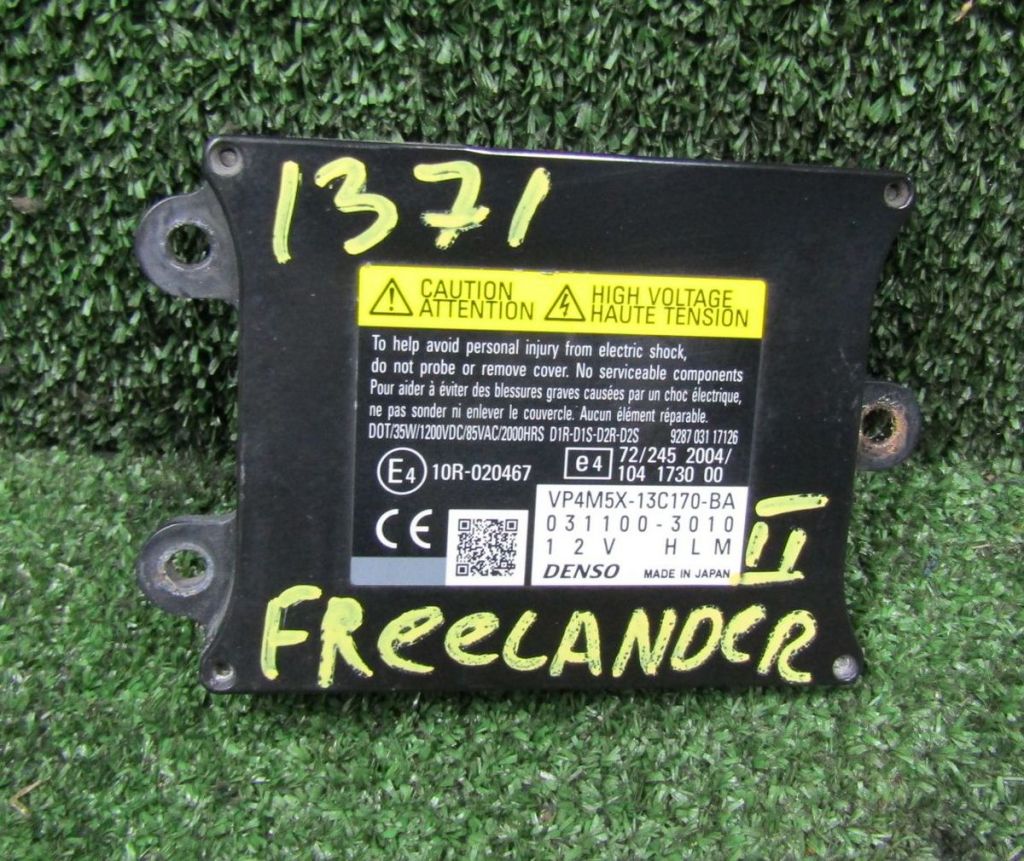 1371
CAUTION
ATTENTION
HIGH VOLTAGE
HAUTE TENSION
To help avoid personal injury from electric shock,
do not probe or remove cover. No serviceable components
Pour aider à éviter des blessures graves causées par un choc électrique,
ne pas sonder ni enlever le couvercle. Aucun élément réparable.
DOT/35W/1200VDC/85VAC/2000HRS D1R-D1S-D2R-D2S 9287 031 17126
E4 10R-020467
e4 72/245 2004/
104 1730 00
CE
VP4M5X-13C170-BA
031100-3010
12V HLM
DENSO MADE IN JAPAN
II
FReeLANDER